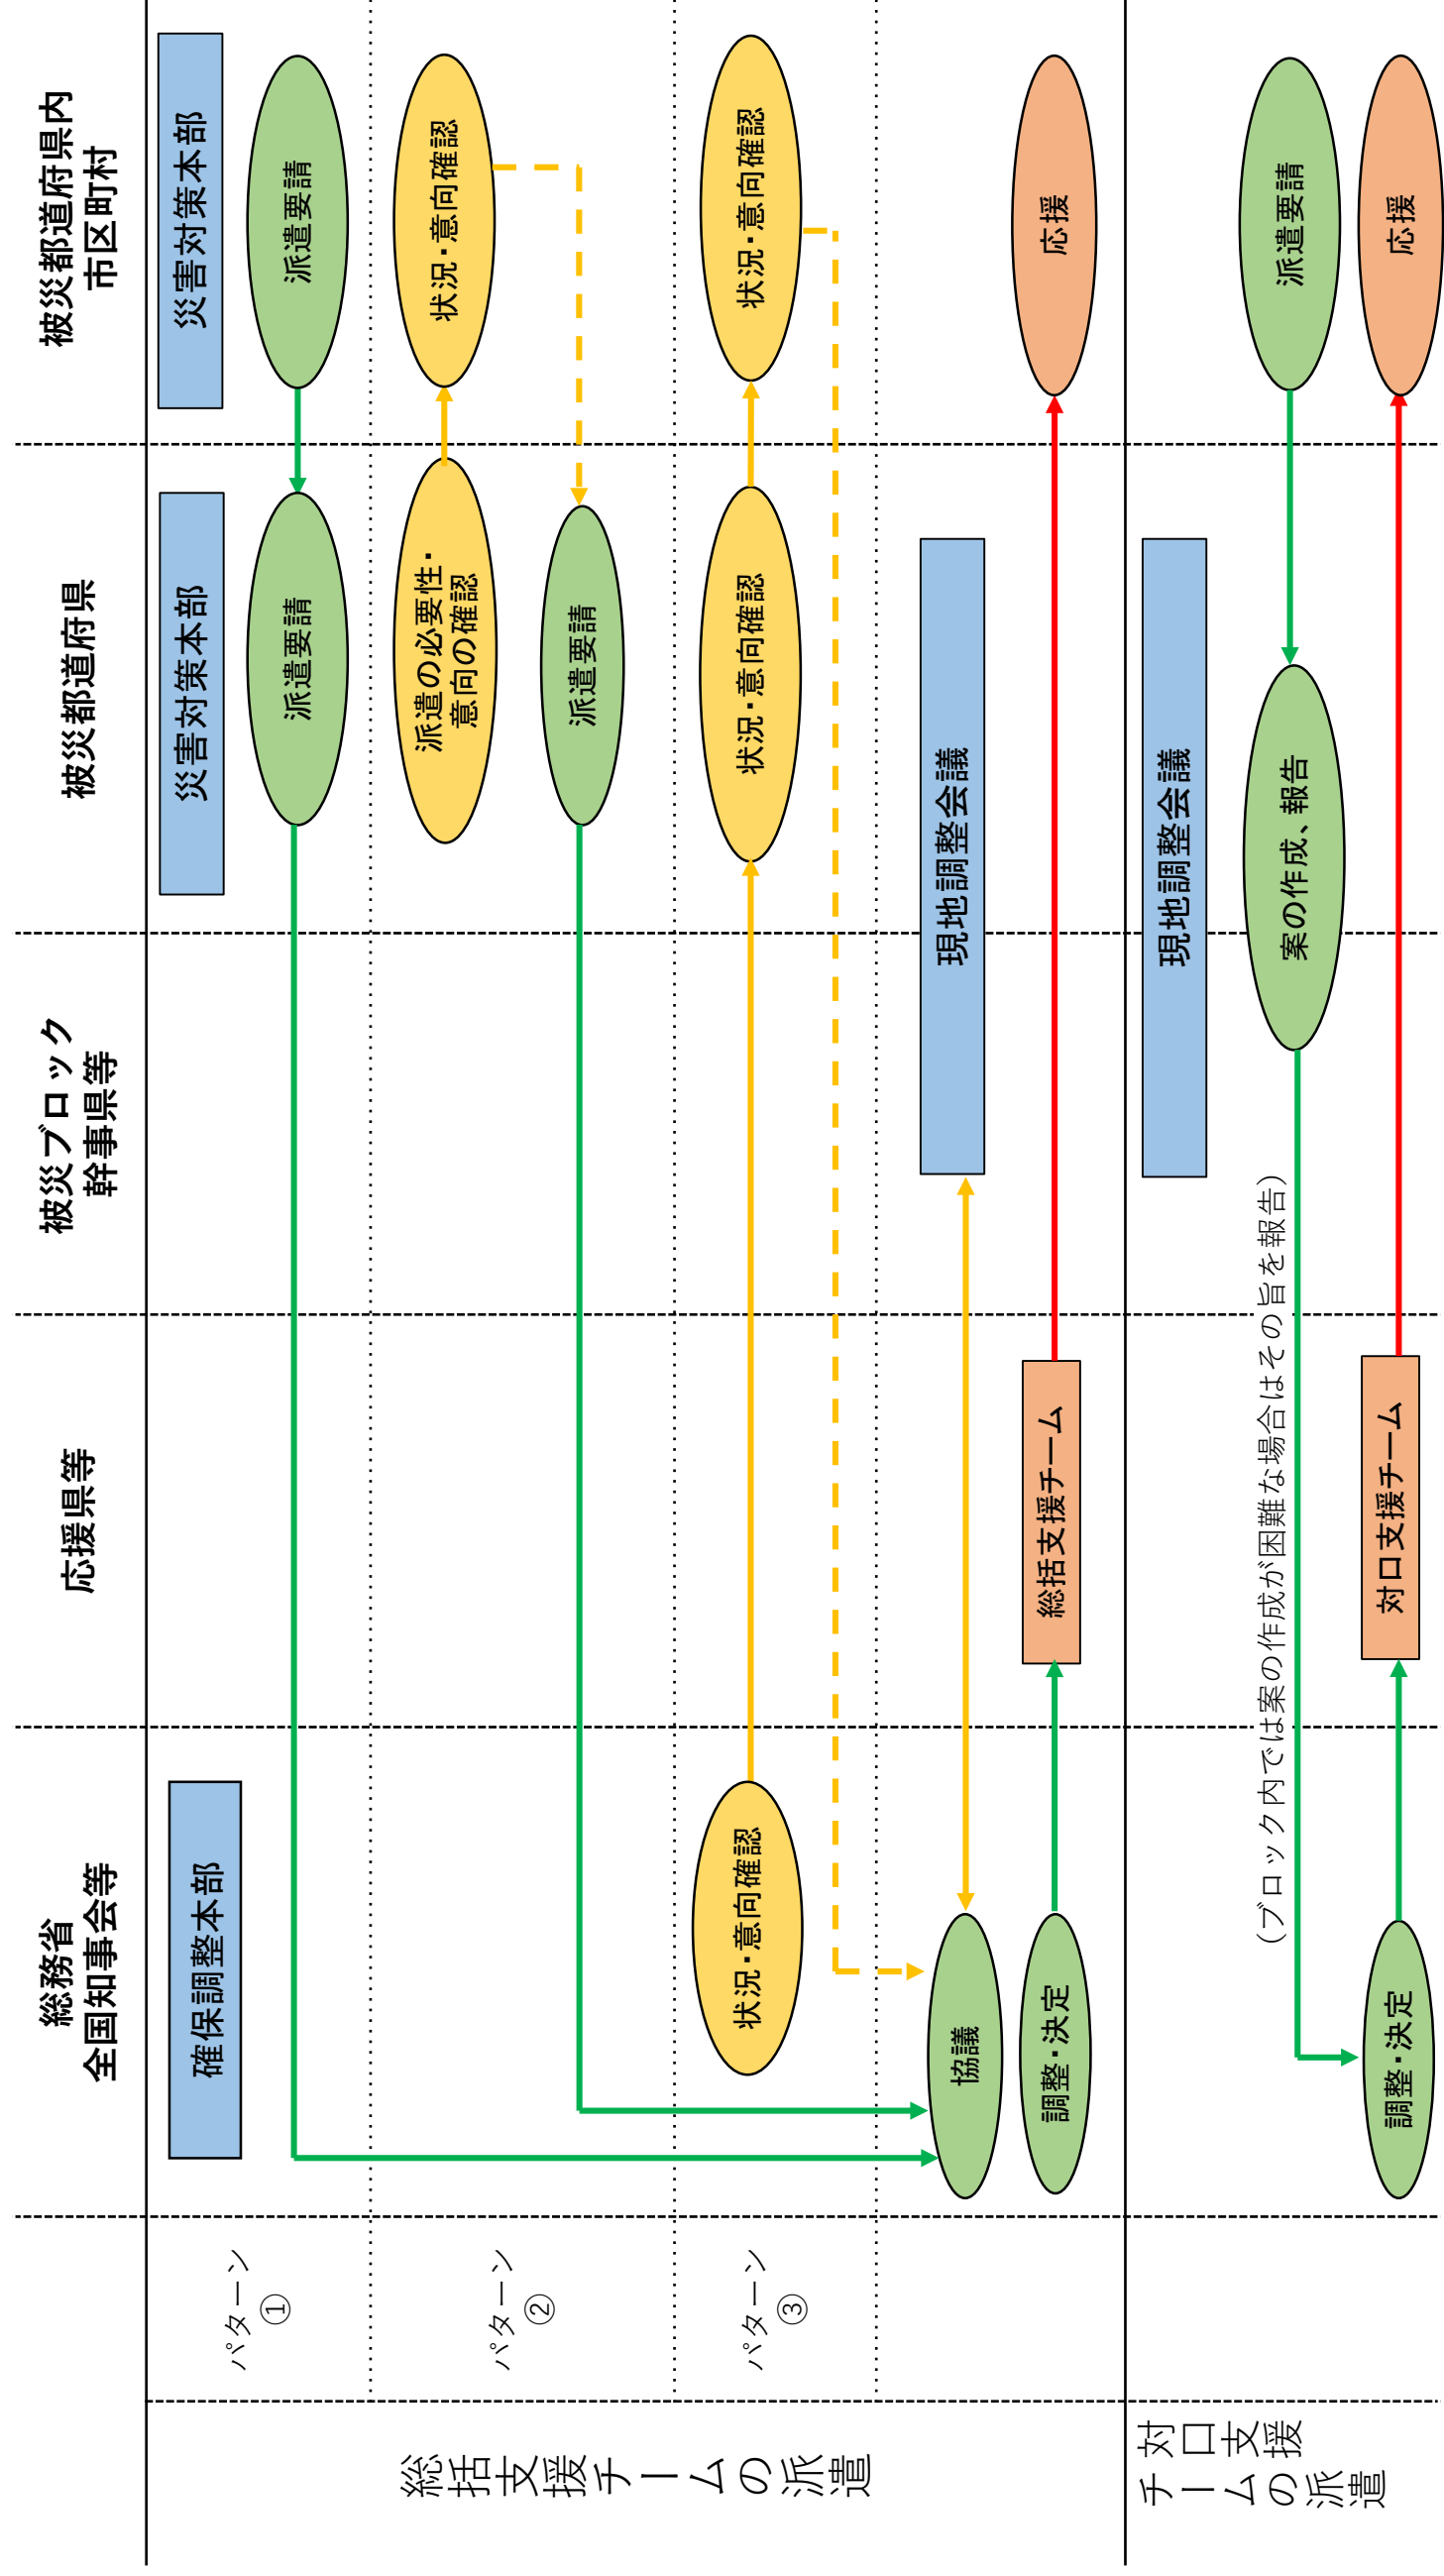 総務省
全国知事会等
応援県等
被災ブロック
幹事県等
被災都道府県
被災都道府県内
市区町村
総括支援チームの派遣
パターン
①
確保調整本部
災害対策本部
災害対策本部
派遣要請
派遣要請
パターン
②
派遣の必要性・
意向の確認
状況・意向確認
派遣要請
パターン
③
状況・意向確認
状況・意向確認
状況・意向確認
協議
現地調整会議
調整・決定
総括支援チーム
応援
対口支援
チームの派遣
現地調整会議
(ブロック内では案の作成が困難な場合はその旨を報告)
案の作成、報告
派遣要請
調整・決定
対口支援チーム
応援